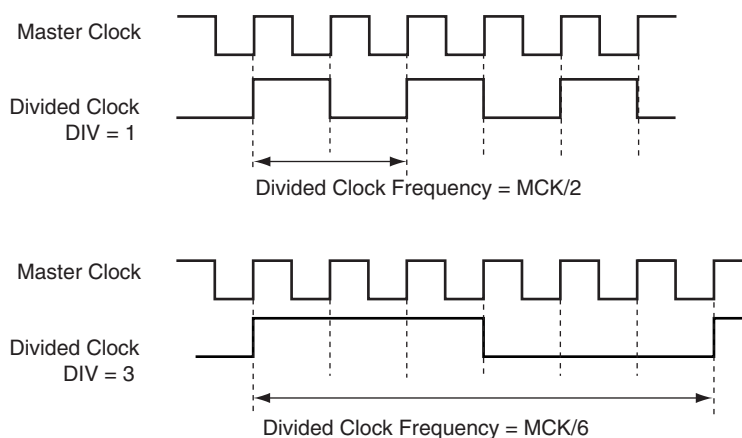 Master Clock
Divided Clock
DIV = 1
Divided Clock Frequency = MCK/2
Master Clock
Divided Clock
DIV = 3
Divided Clock Frequency = MCK/6